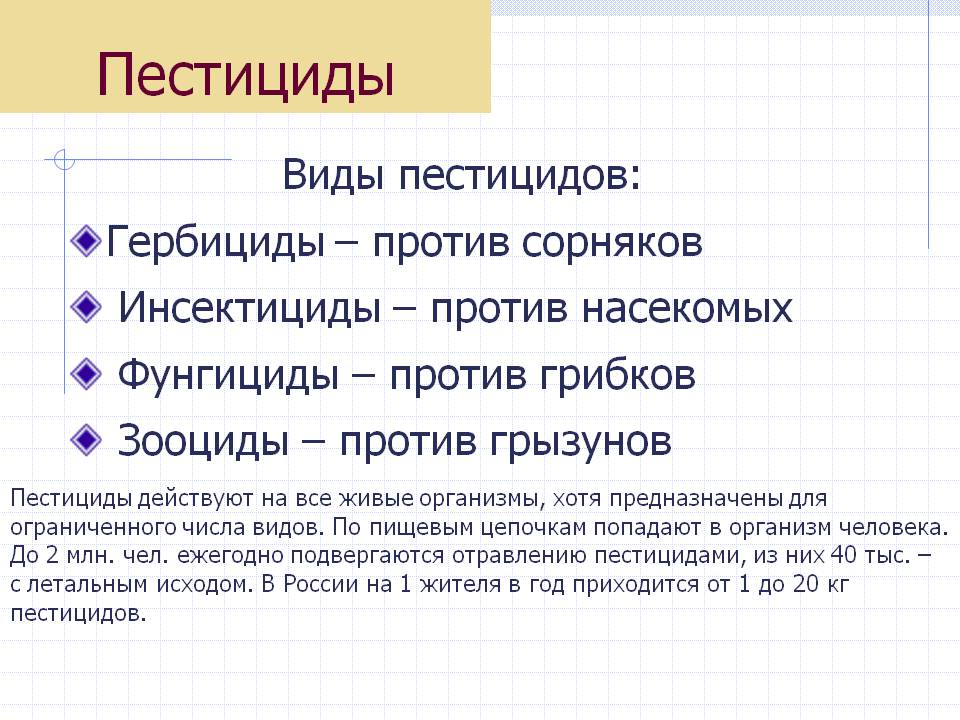 Пестициды
Виды пестицидов:
Гербициды – против сорняков
Инсектициды – против насекомых
Фунгициды – против грибков
Зооциды – против грызунов
Пестициды действуют на все живые организмы, хотя предназначены для
ограниченного числа видов. По пищевым цепочкам попадают в организм человека.
До 2 млн. чел. ежегодно подвергаются отравлению пестицидами, из них 40 тыс. –
с летальным исходом. В России на 1 жителя в год приходится от 1 до 20 кг
пестицидов.